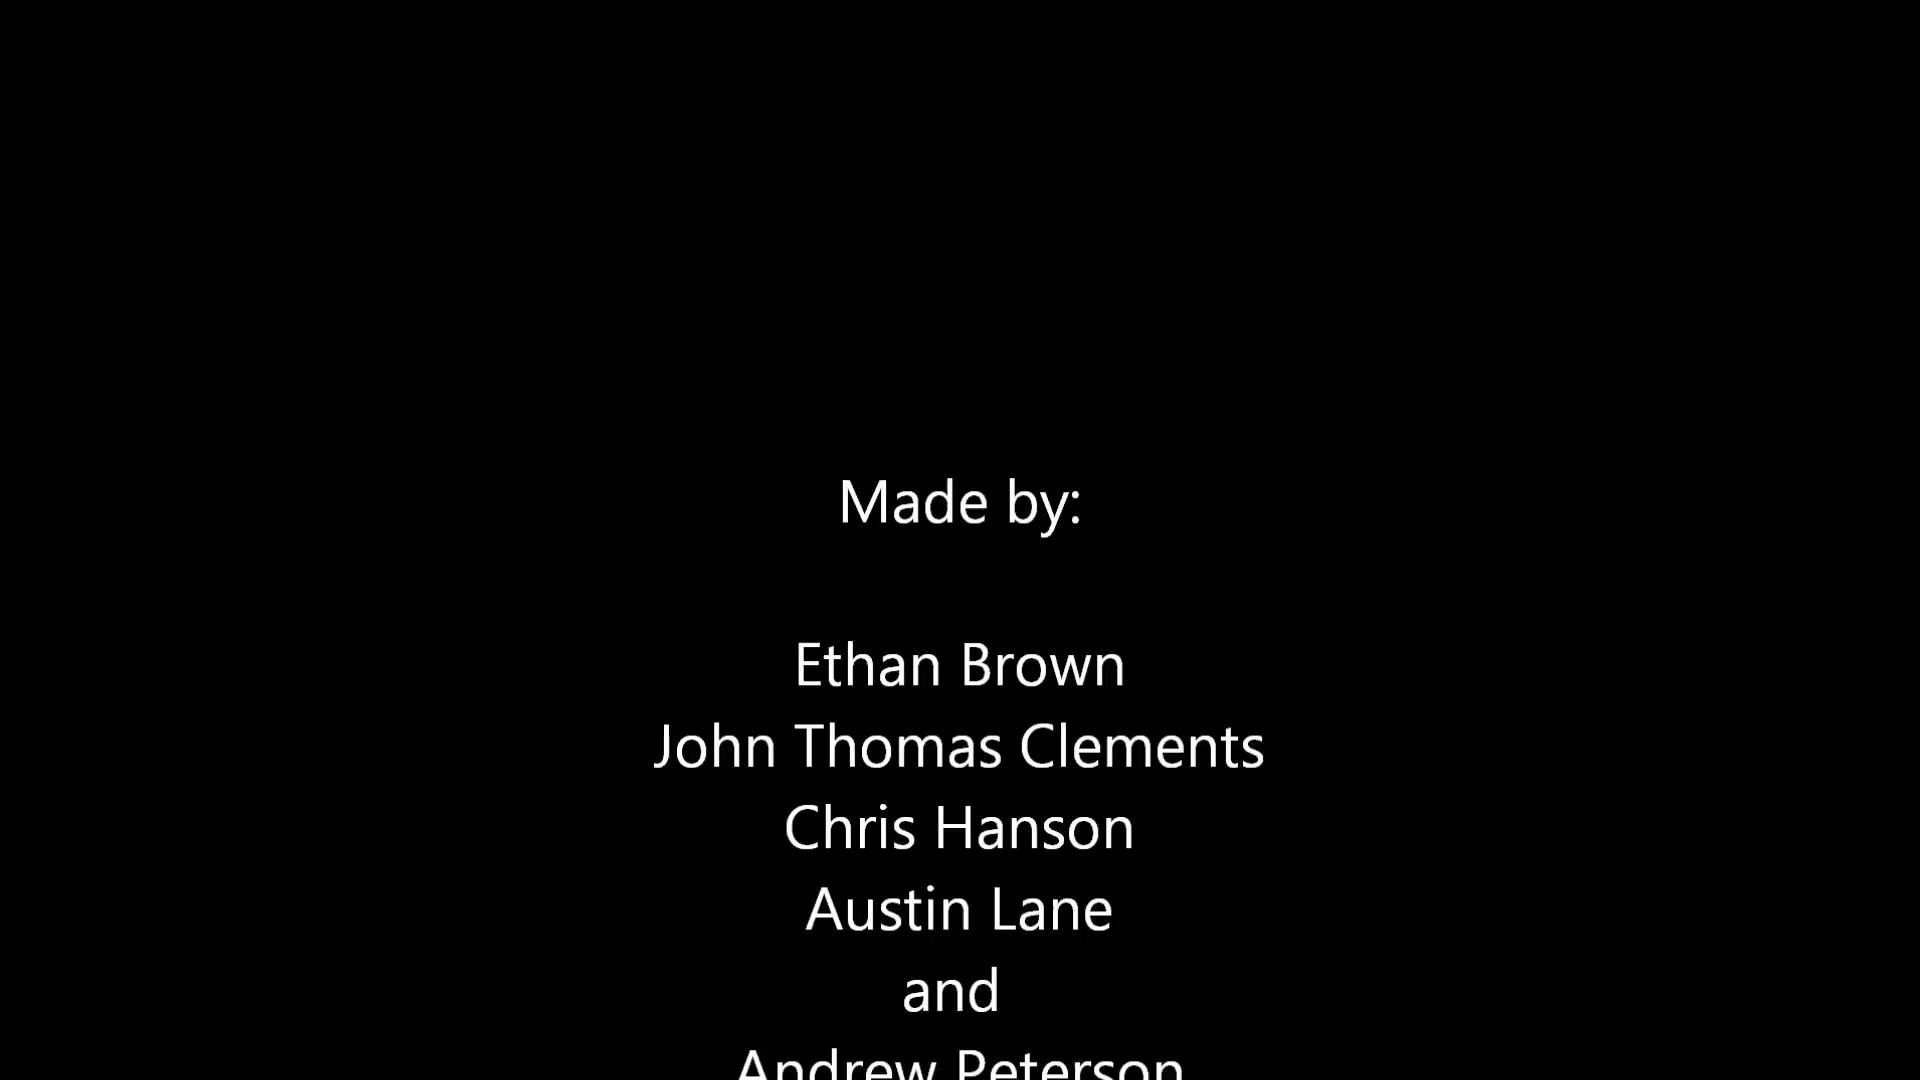 Made by:
Ethan Brown
John Thomas Clements
Chris Hanson
Austin Lane
and
Andrew Peterson